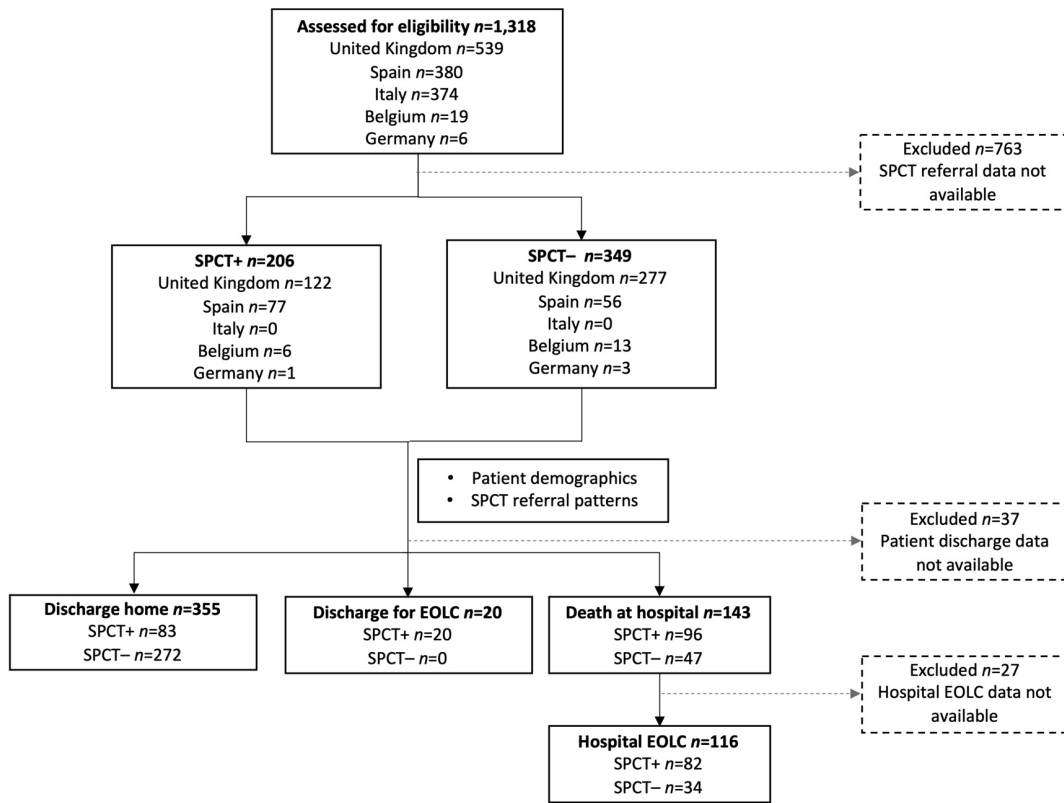 Assessed for eligibility n=1,318
United Kingdom n=539
Spain n=380
Italy n=374
Belgium n=19
Germany n=6
Excluded n=763
SPCT referral data not
available
SPCT+ n=206
United Kingdom n=122
Spain n=77
Italy n=0
Belgium n=6
Germany n=1
SPCT– n=349
United Kingdom n=277
Spain n=56
Italy n=0
Belgium n=13
Germany n=3
• Patient demographics
• SPCT referral patterns
Excluded n=37
Patient discharge data
not available
Discharge home n=355
SPCT+ n=83
SPCT– n=272
Discharge for EOLC n=20
SPCT+ n=20
SPCT– n=0
Death at hospital n=143
SPCT+ n=96
SPCT– n=47
Excluded n=27
Hospital EOLC data not
available
Hospital EOLC n=116
SPCT+ n=82
SPCT– n=34